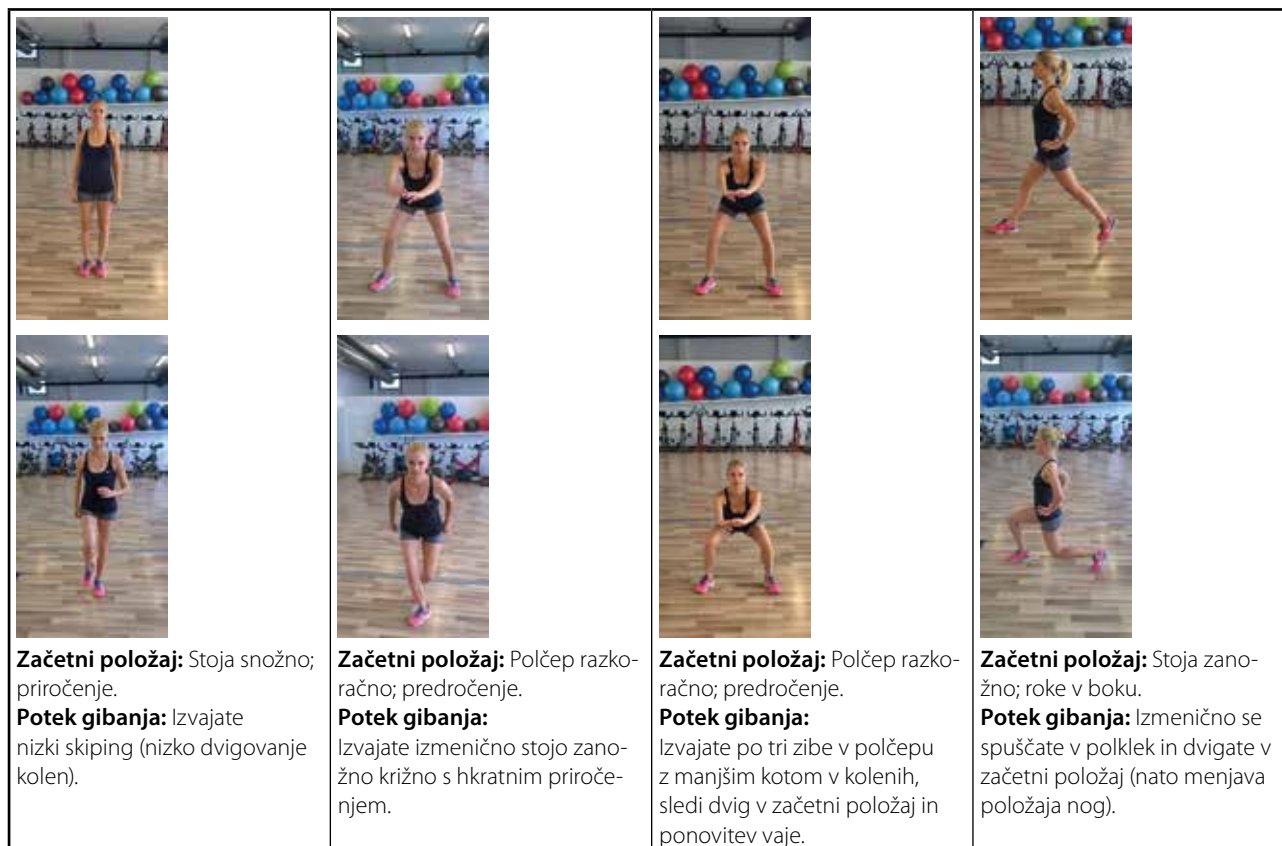 Začetni položaj: Stoja snožno;
priročenje.
Potek gibanja: Izvajate
nizki skiping (nizko dvigovanje
kolen).
Začetni položaj: Polčep razko-
račno; predročenje.
Potek gibanja:
Izvajate izmenično stojo zano-
žno križno s hkratnim priroče-
njem.
Začetni položaj: Polčep razko-
račno; predročenje.
Potek gibanja:
Izvajate po tri zibe v polčepu
z manjšim kotom v kolenih,
sledi dvig v začetni položaj in
ponovitev vaje.
Začetni položaj: Stoja zano-
žno; roke v boku.
Potek gibanja: Izmenično se
spuščate v polklek in dvigate v
začetni položaj (nato menjava
položaja nog).